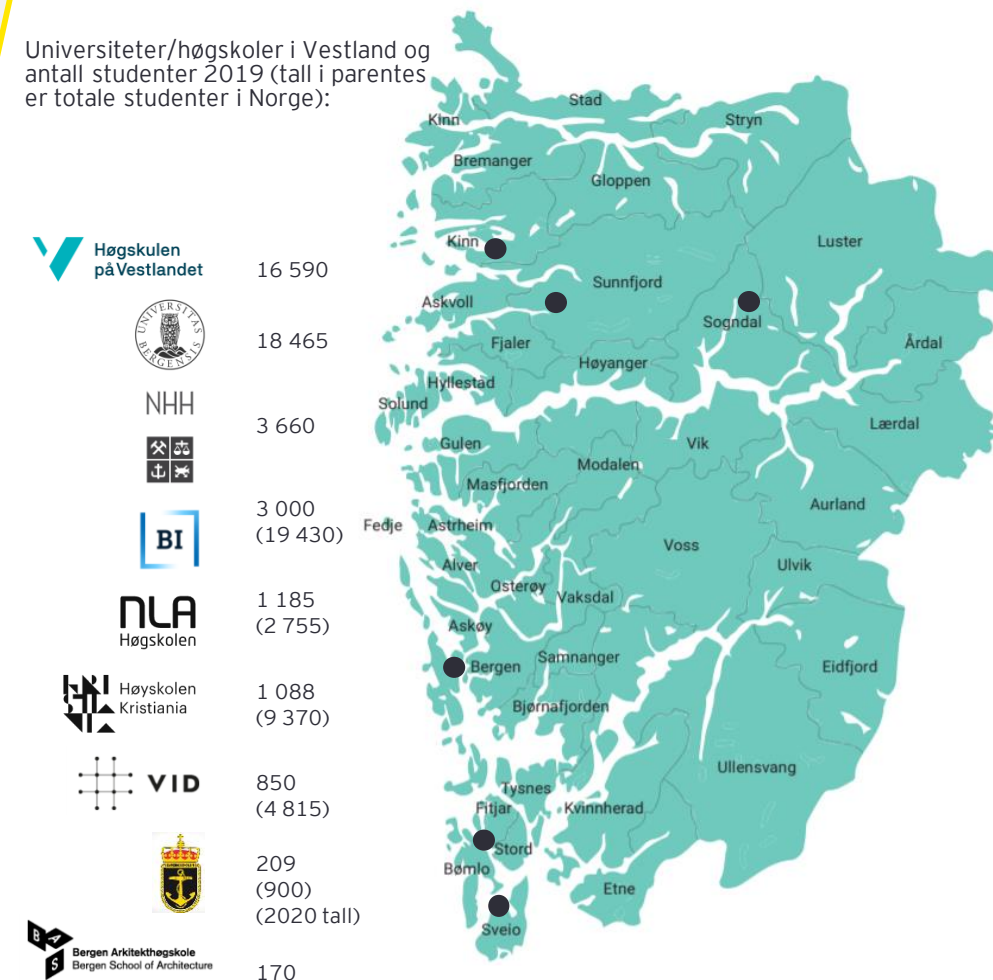 Universiteter/høgskoler i Vestland og
antall studenter 2019 (tall i parentes
er totale studenter i Norge):
Høgskulen
på Vestlandet
16 590
UNIVERSITAS
BERGENSIS
18 465
NHH
3 660
BI
3 000
(19 430)
NLA
Høgskolen
1 185
(2 755)
Høyskolen
Kristiania
1 088
(9 370)
VID
850
(4 815)
209
(900)
(2020 tall)
BAS
Bergen Arkitekthøgskole
Bergen School of Architecture
170
Stad
Kinn
Stryn
Bremanger
Gloppen
Kinn
Luster
Sunnfjord
Askvoll
Sogndal
Fjaler
Årdal
Høyanger
Hyllestad
Solund
Lærdal
Gulen
Vik
Modalen
Masfjorden
Aurland
Fedje
Astrheim
Voss
Alver
Ulvik
Osterøy
Vaksdal
Askøy
Samnanger
Bergen
Eidfjord
Bjørnafjorden
Ullensvang
Tysnes
Fitjar
Kvinnherad
Stord
Bømlo
Etne
Sveio